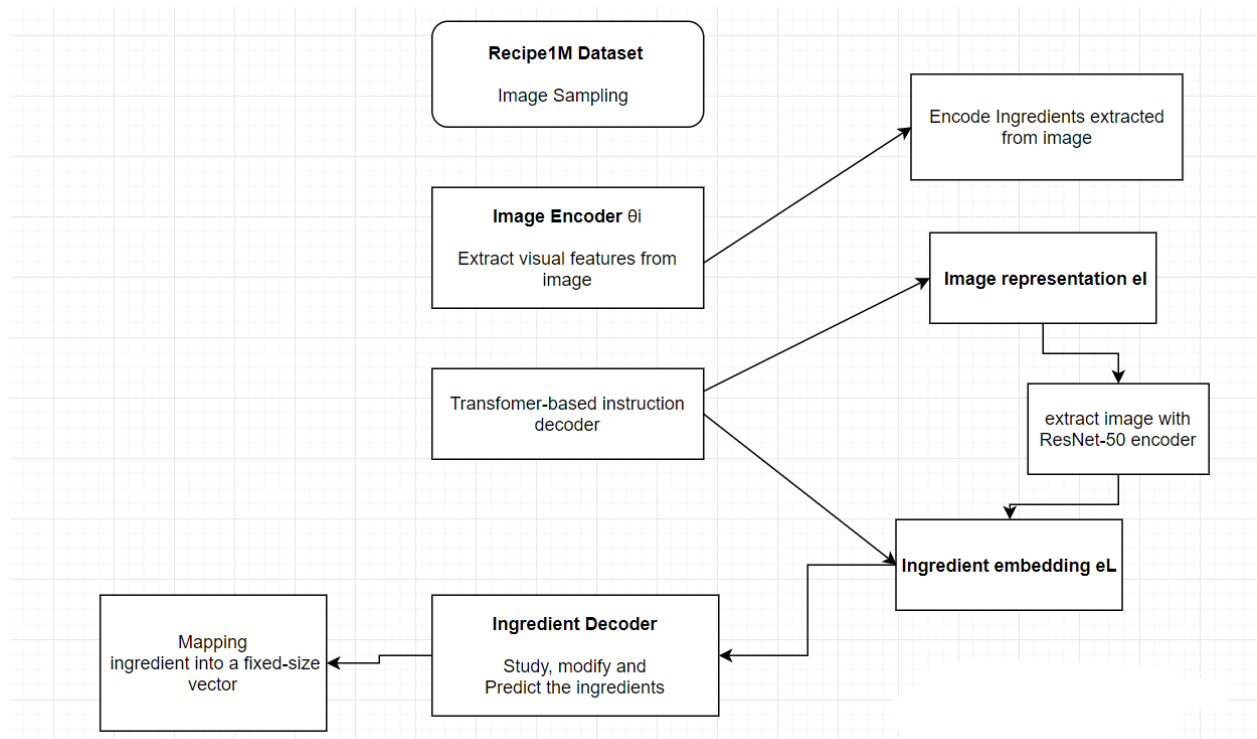 Recipe1M Dataset
Image Sampling
Encode Ingredients extracted
from image
Image Encoder θi
Extract visual features from
image
Image representation eI
Transfomer-based instruction
decoder
extract image with
ResNet-50 encoder
Ingredient embedding eL
Ingredient Decoder
Study, modify and
Predict the ingredients
Mapping
ingredient into a fixed-size
vector